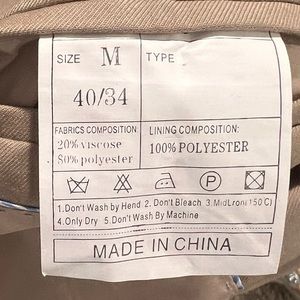 SIZE M TYPE
40/34
FABRICS COMPOSITION:
20% viscose
80% polyester
LINING COMPOSITION:
100% POLYESTER
P
1.Don't Wash by Hend 2. Don't Bleach 3.MidLron(150C)
4.Only Dry 5.Don't Wash By Machine
MADE IN CHINA